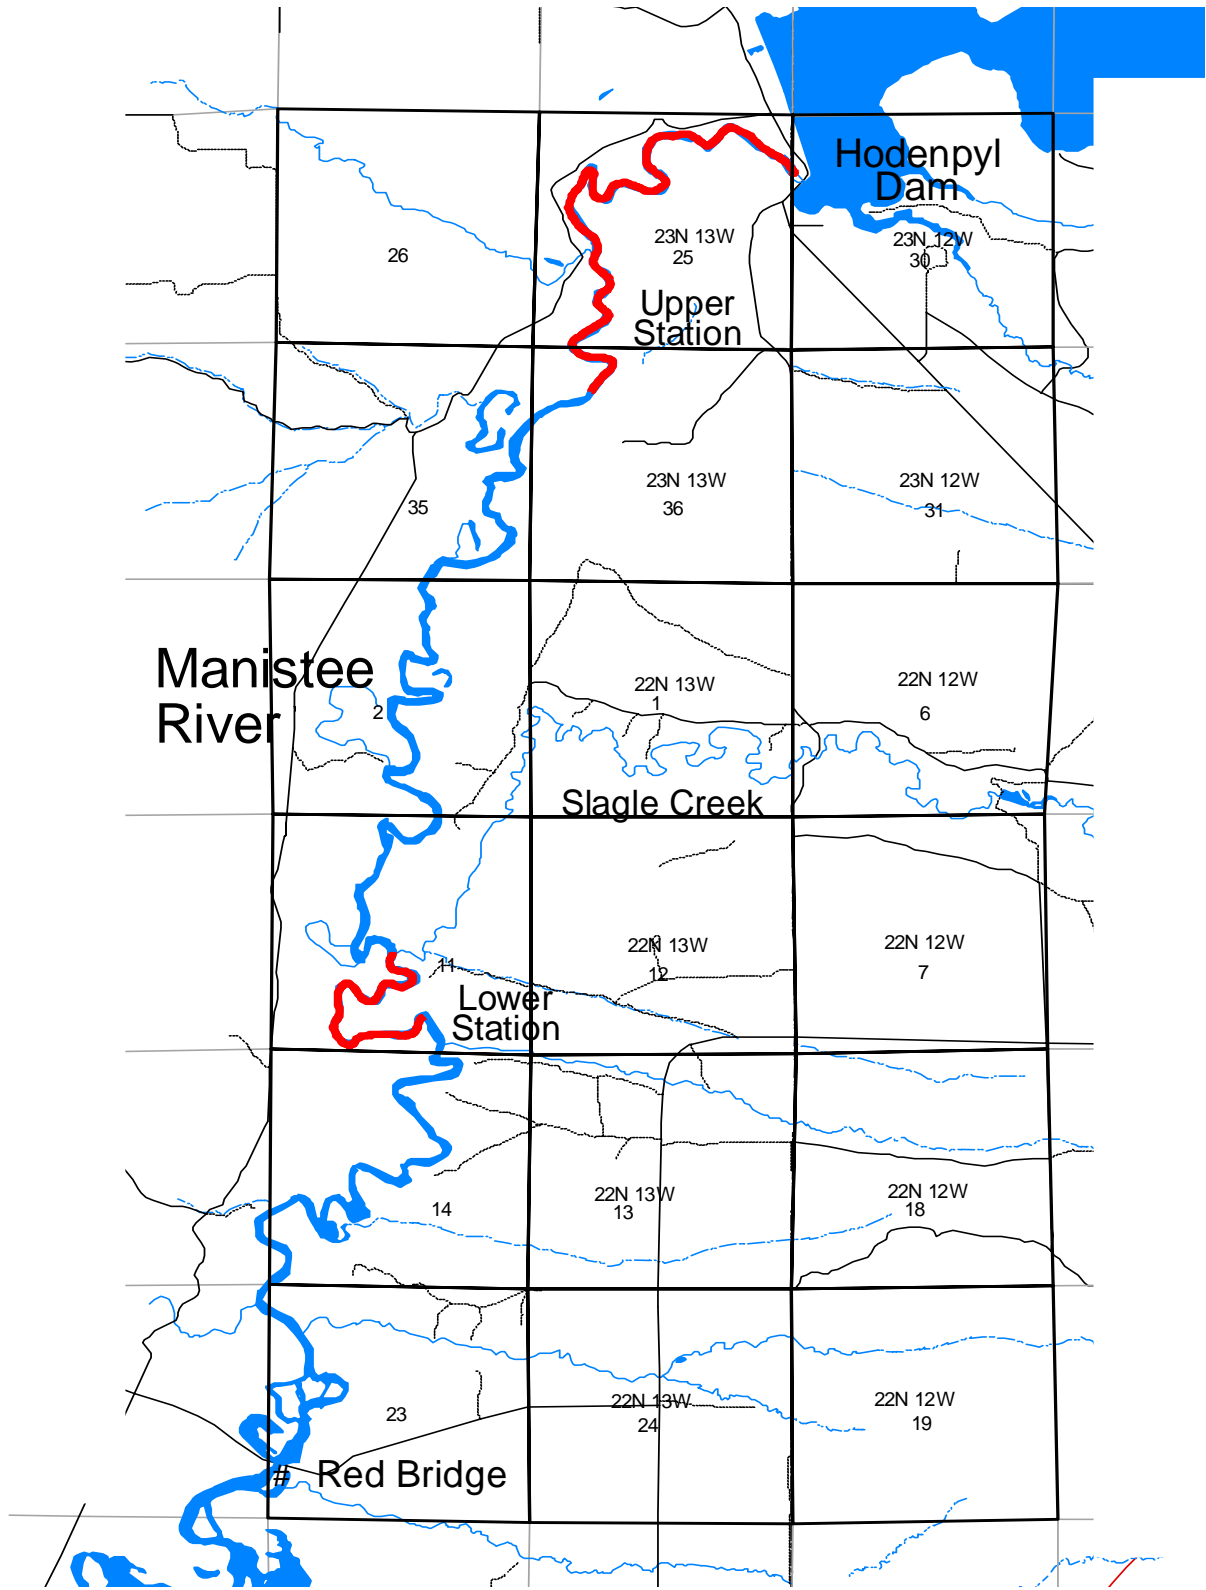 Hodenpyl
Dam
23N 13W
25
23N 12W
30
26
Upper
Station
23N 13W
36
23N 12W
31
35
Manistee
River
2
22N 13W
1
22N 12W
6
Slagle Creek
22N 13W
12
22N 12W
7
11
Lower
Station
14
22N 13W
13
22N 12W
18
23
22N 13W
24
22N 12W
19
# Red Bridge